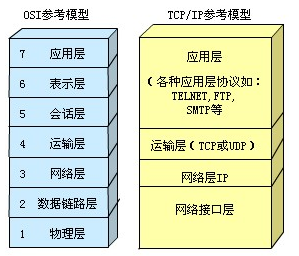 OSI参考模型
7 应用层
6 表示层
5 会话层
4 运输层
3 网络层
2 数据链路层
1 物理层
TCP/IP参考模型
应用层
(各种应用层协议如:
TELNET, FTP,
SMTP等
运输层(TCP或UDP)
网络层IP
网络接口层